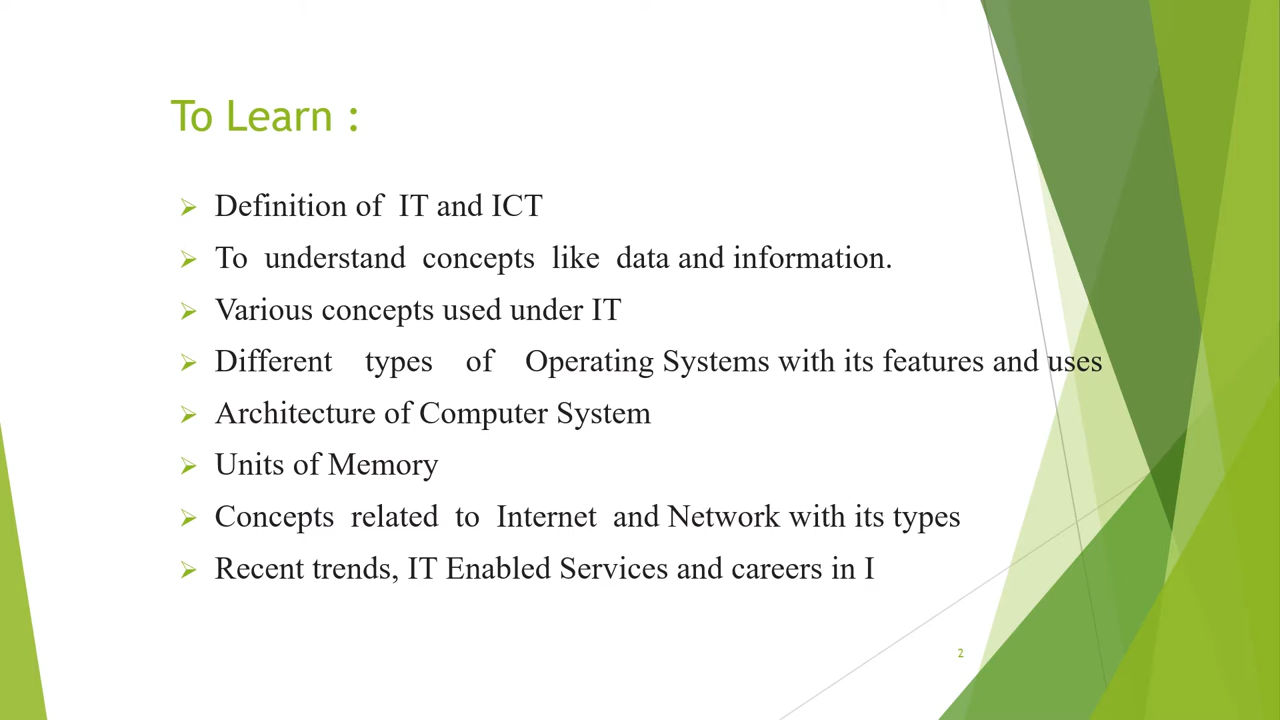 To Learn :
Definition of IT and ICT
To understand concepts like data and information.
Various concepts used under IT
Different types of Operating Systems with its features and uses
Architecture of Computer System
Units of Memory
Concepts related to Internet and Network with its types
Recent trends, IT Enabled Services and careers in I
2